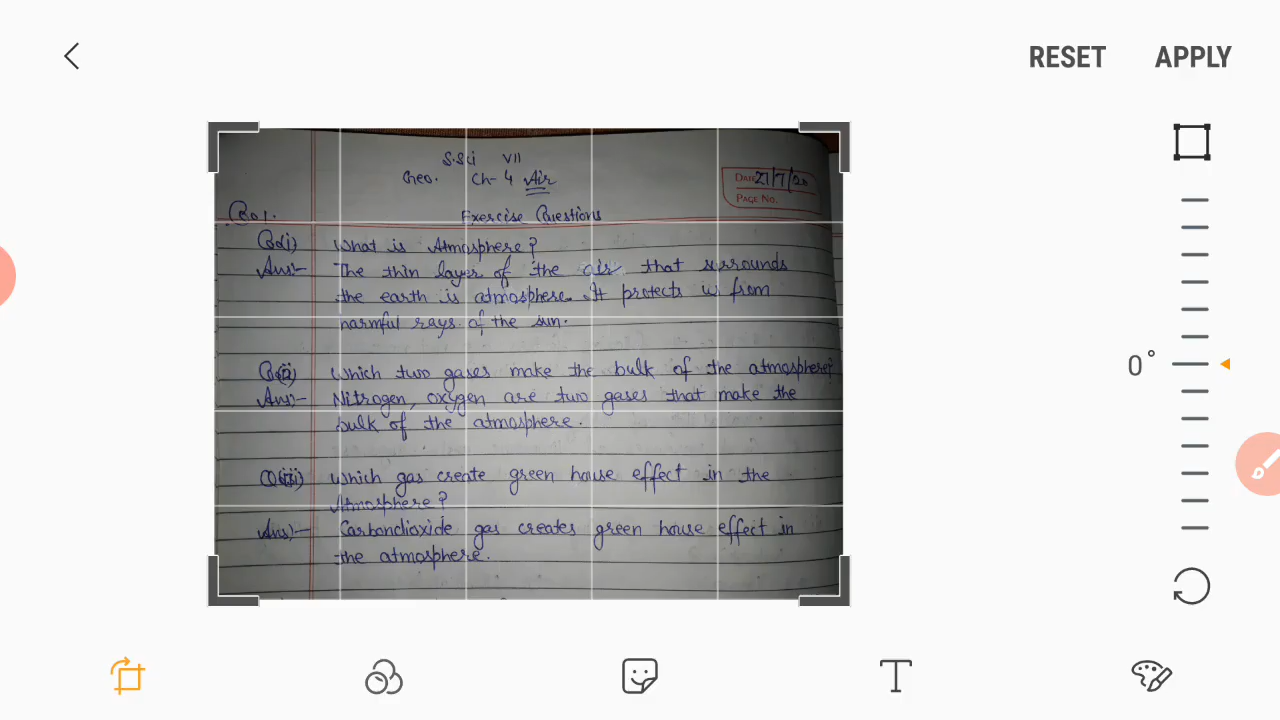 RESET APPLY
S.Sci VII
Geo. Ch-4 Air
DATE 27/7/20
PAGE No.
Exercise Questions
Q(i) What is Atmosphere?
Ans:- The thin layer of the air that surrounds
the earth is atmosphere. It protects us from
harmful rays of the sun.
Q(ii) Which two gases make the bulk of the atmosphere?
Ans:- Nitrogen, oxygen are two gases that make the
bulk of the atmosphere.
Q(iii) Which gas create green house effect in the
Atmosphere?
Ans:- Carbondioxide gas creates green house effect in
the atmosphere.
0°
T